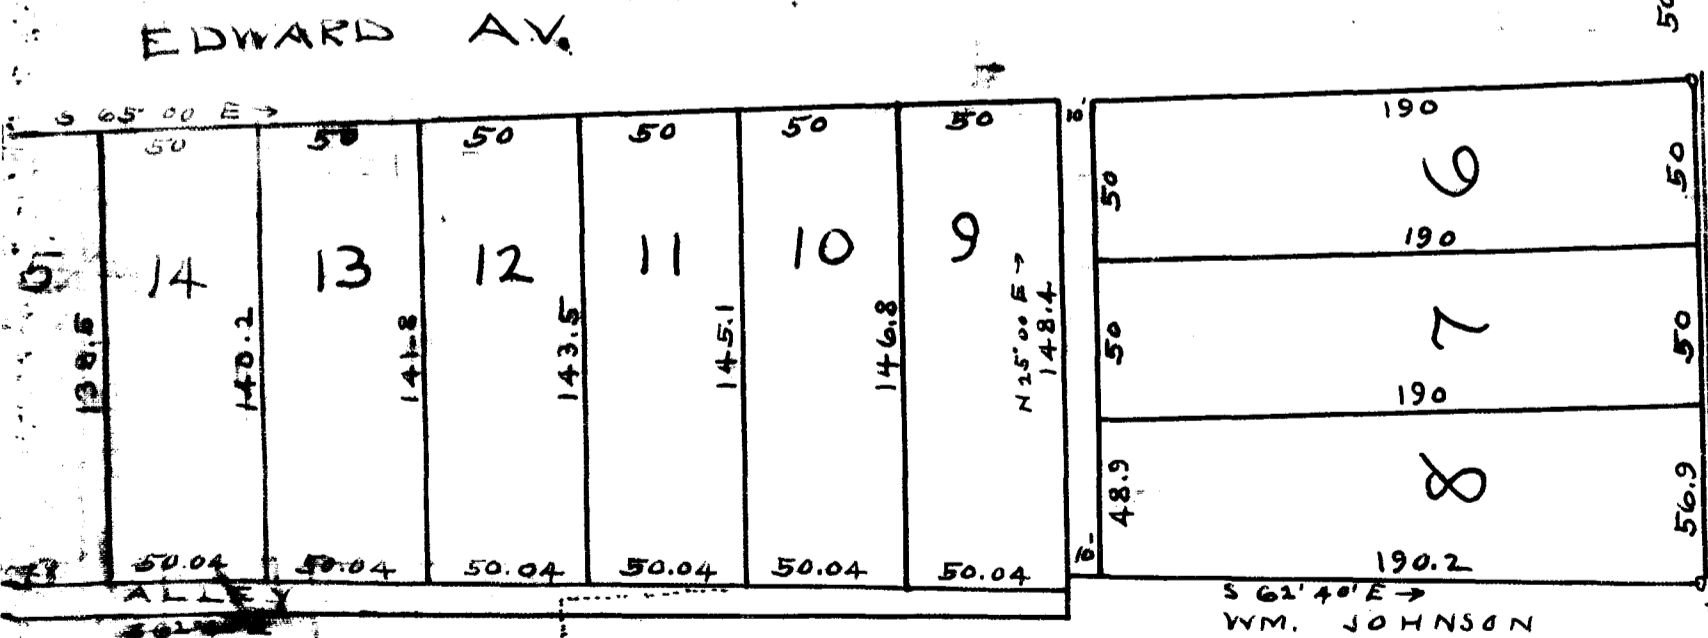 50
EDWARD AV.
S 65° 00 E →
50 50 50 50 50 50 10' 190
5 14 13 12 11 10 9 50 6 50
190
138.5 140.2 141.8 143.5 145.1 146.8 N 25° 00 E → 148.4 50 7 50
190
48.9 8 56.9
50.04 50.04 50.04 50.04 50.04 50.04 10' 190.2
ALLEY
S 62° 40' E →
WM. JOHNSON